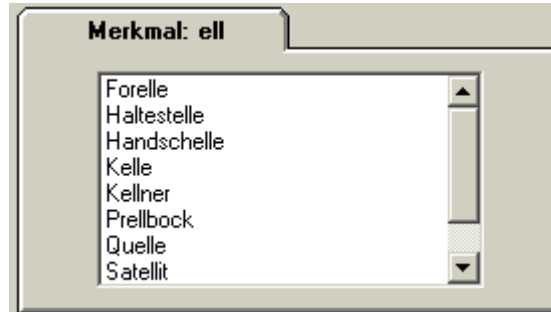 Merkmal: ell
Forelle
Haltestelle
Handschelle
Kelle
Kellner
Prellbock
Quelle
Satellit